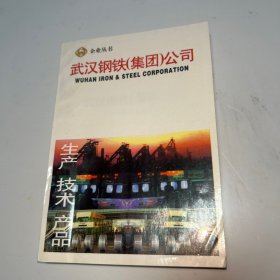 企业丛书
武汉钢铁(集团)公司
WUHAN IRON & STEEL CORPORATION
生产 技术 产品